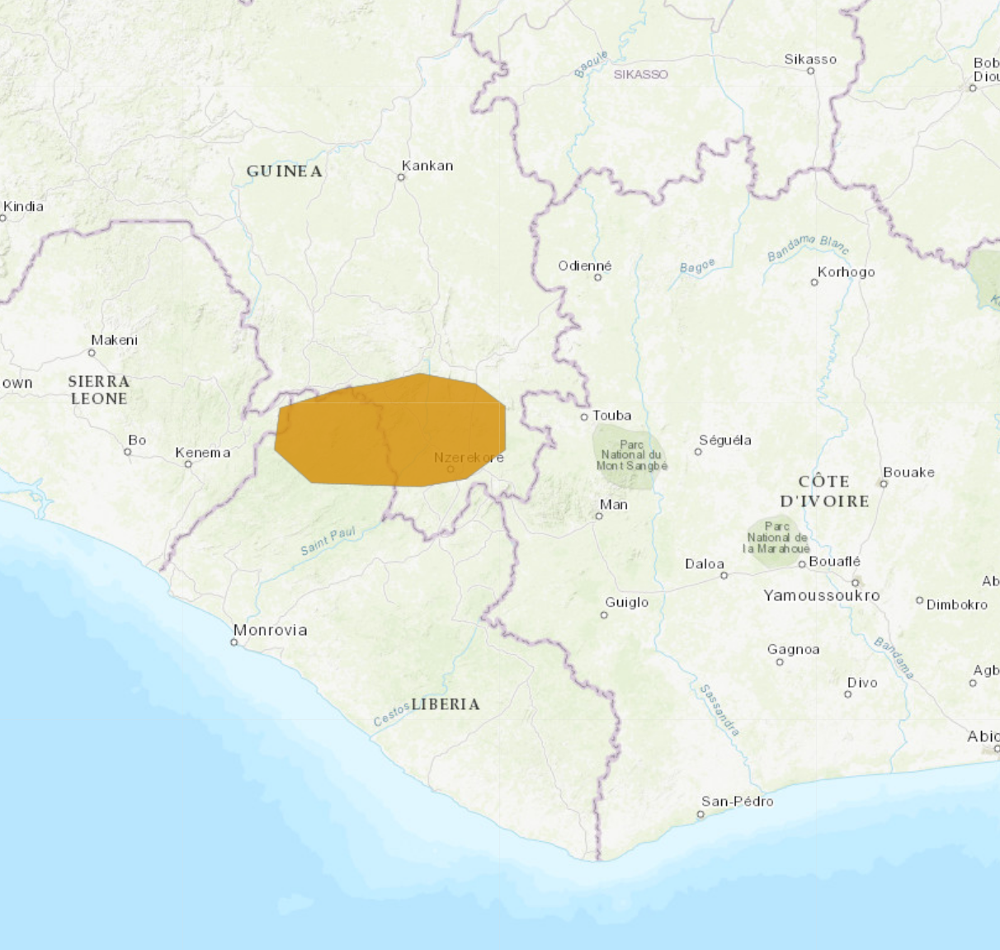 Sikasso
Baoule
SIKASSO
Bob
Diou
GUINEA
Kankan
Kindia
Bandama Blanc
Odienné
Bagoe
Korhogo
Makeni
SIERRA
LEONE
own
Touba
Bo
Kenema
Nzerekore
Parc
National du
Mont Sangbe
Séguéla
CÔTE
D'IVOIRE
Bouake
Man
Saint Paul
Parc
National de
la Marahoue
Daloa
Bouaflé
Yamoussoukro
Ab
Dimbokro
Guiglo
Monrovia
Gagnoa
Bandama
Agb
Divo
LIBERIA
Cestos
Sassandra
Abid
San-Pédro